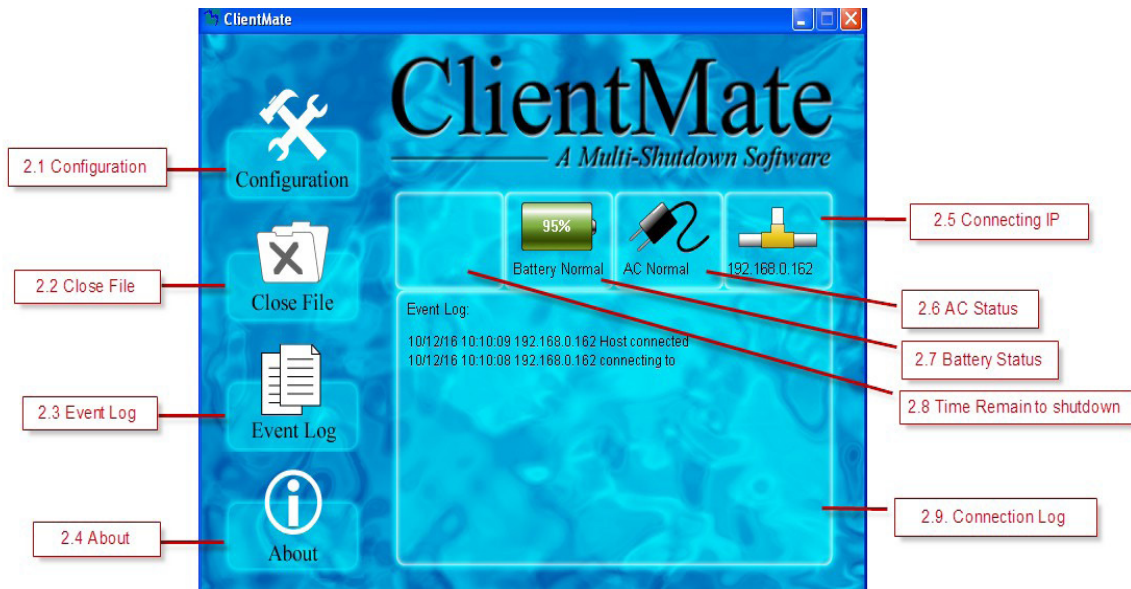 ClientMate
ClientMate
A Multi-Shutdown Software
2.1 Configuration
Configuration
2.2 Close File
Close File
2.3 Event Log
Event Log
2.4 About
About
95%
Battery Normal
AC Normal
192.168.0.162
2.5 Connecting IP
2.6 AC Status
2.7 Battery Status
2.8 Time Remain to shutdown
Event Log:
10/12/16 10:10:09 192.168.0.162 Host connected
10/12/16 10:10:08 192.168.0.162 connecting to
2.9. Connection Log